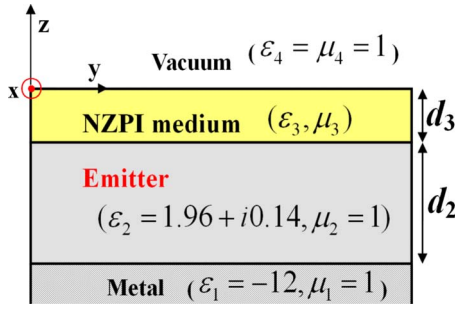 z
Vacuum (ε₄ = μ₄ = 1)
x y
NZPI medium (ε₃, μ₃) d₃
Emitter
(ε₂ = 1.96 + i0.14, μ₂ = 1) d₂
Metal (ε₁ = −12, μ₁ = 1)